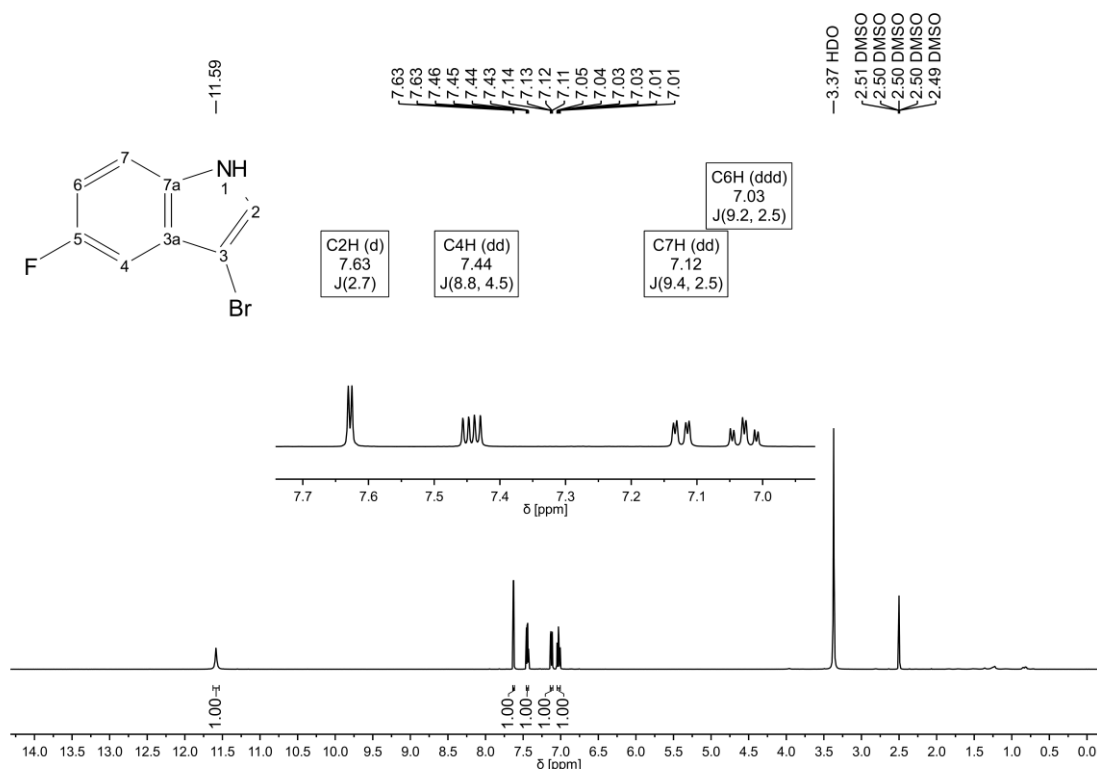 11.59
7.63
7.63
7.46
7.45
7.44
7.43
7.14
7.13
7.12
7.11
7.05
7.04
7.03
7.03
7.01
7.01
3.37 HDO
2.51 DMSO
2.50 DMSO
2.50 DMSO
2.50 DMSO
2.49 DMSO
7
6
7a
NH
1
2
5
3a
3
4
F
Br
C2H (d)
7.63
J(2.7)
C4H (dd)
7.44
J(8.8, 4.5)
C7H (dd)
7.12
J(9.4, 2.5)
C6H (ddd)
7.03
J(9.2, 2.5)
7.7 7.6 7.5 7.4 7.3 7.2 7.1 7.0
δ [ppm]
1.00
1.00
1.00
1.00
1.00
14.0 13.5 13.0 12.5 12.0 11.5 11.0 10.5 10.0 9.5 9.0 8.5 8.0 7.5 7.0 6.5 6.0 5.5 5.0 4.5 4.0 3.5 3.0 2.5 2.0 1.5 1.0 0.5 0.0
δ [ppm]